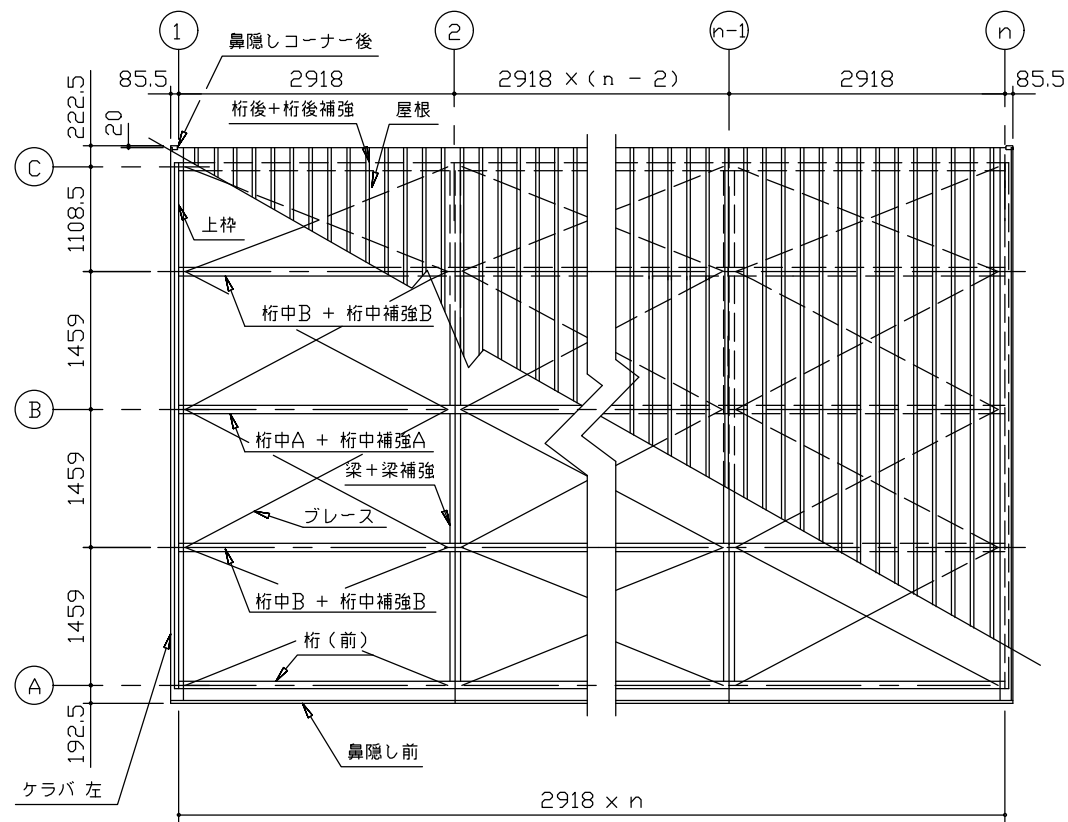 1
2
n-1
n
鼻隠しコーナー後
85.5
2918
2918 × (n - 2)
2918
85.5
222.5
20
桁後+桁後補強
屋根
C
1108.5
上枠
桁中B + 桁中補強B
1459
B
桁中A + 桁中補強A
1459
梁+梁補強
ブレース
桁中B + 桁中補強B
1459
桁(前)
A
192.5
鼻隠し前
ケラバ 左
2918 × n